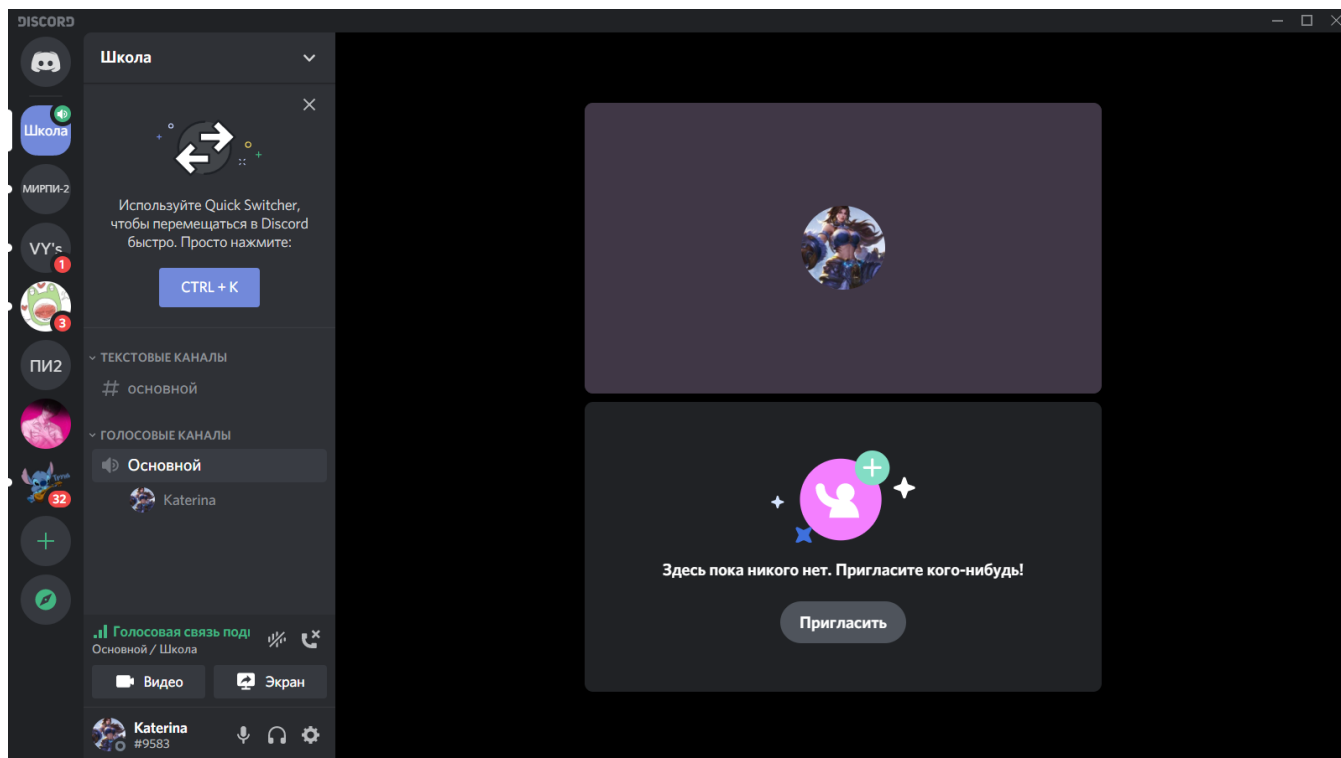 DISCORD
Школа
МИРПИ-2
VY's
1
3
ПИ2
32
Школа
Используйте Quick Switcher,
чтобы перемещаться в Discord
быстро. Просто нажмите:
CTRL + K
ТЕКСТОВЫЕ КАНАЛЫ
# основной
ГОЛОСОВЫЕ КАНАЛЫ
Основной
Katerina
Голосовая связь подк
Основной / Школа
Видео
Экран
Katerina
#9583
Здесь пока никого нет. Пригласите кого-нибудь!
Пригласить